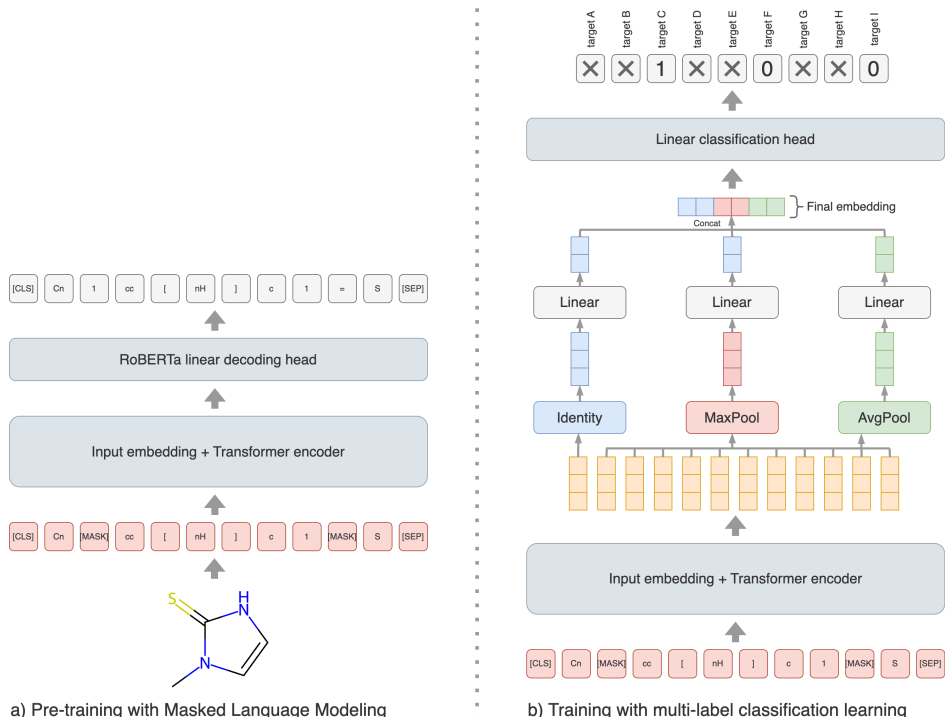 [CLS] Cn 1 cc [ nH ] c 1 = S [SEP]
RoBERTa linear decoding head
Input embedding + Transformer encoder
[CLS] Cn [MASK] cc [ nH ] c 1 [MASK] S [SEP]
S
H
N
N
a) Pre-training with Masked Language Modeling
target A target B target C target D target E target F target G target H target I
X X 1 X X 0 X X 0
Linear classification head
Final embedding
Concat
Linear Linear Linear
Identity MaxPool AvgPool
Input embedding + Transformer encoder
[CLS] Cn [MASK] cc [ nH ] c 1 [MASK] S [SEP]
b) Training with multi-label classification learning